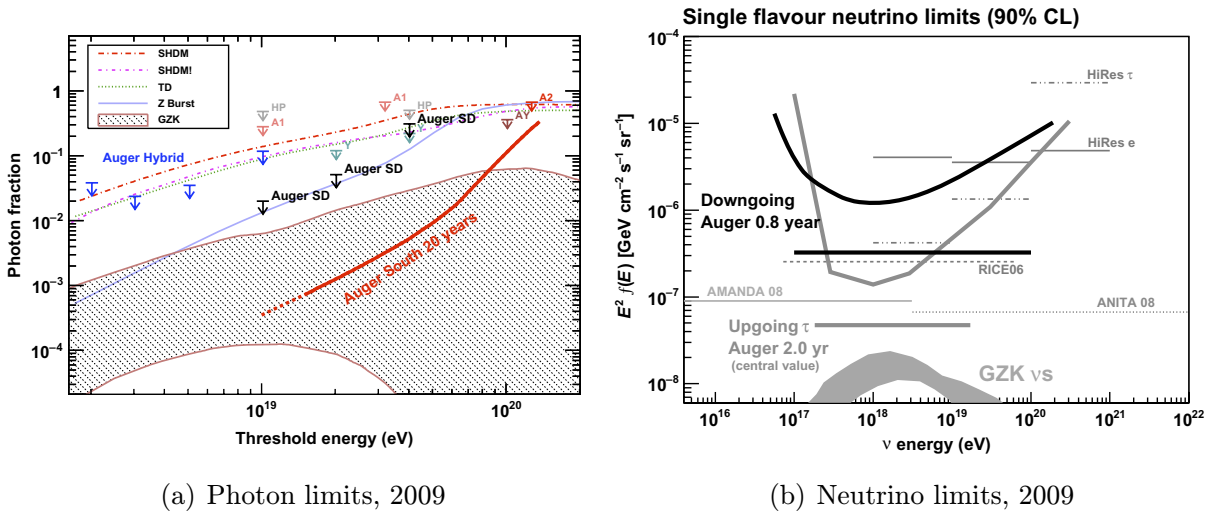 SHDM
SHDM!
TD
Z Burst
GZK
Photon fraction
1
10⁻¹
10⁻²
10⁻³
10⁻⁴
HP
A1
A1
HP
A2
AY
Y
Y
Auger SD
Auger SD
Auger SD
Auger Hybrid
Auger South 20 years
10¹⁹
10²⁰
Threshold energy (eV)
(a) Photon limits, 2009
Single flavour neutrino limits (90% CL)
E² f(E) [GeV cm⁻² s⁻¹ sr⁻¹]
10⁻⁴
10⁻⁵
10⁻⁶
10⁻⁷
10⁻⁸
HiRes τ
HiRes e
Downgoing
Auger 0.8 year
RICE06
AMANDA 08
ANITA 08
Upgoing τ
Auger 2.0 yr
(central value)
GZK νs
10¹⁶
10¹⁷
10¹⁸
10¹⁹
10²⁰
10²¹
10²²
ν energy (eV)
(b) Neutrino limits, 2009